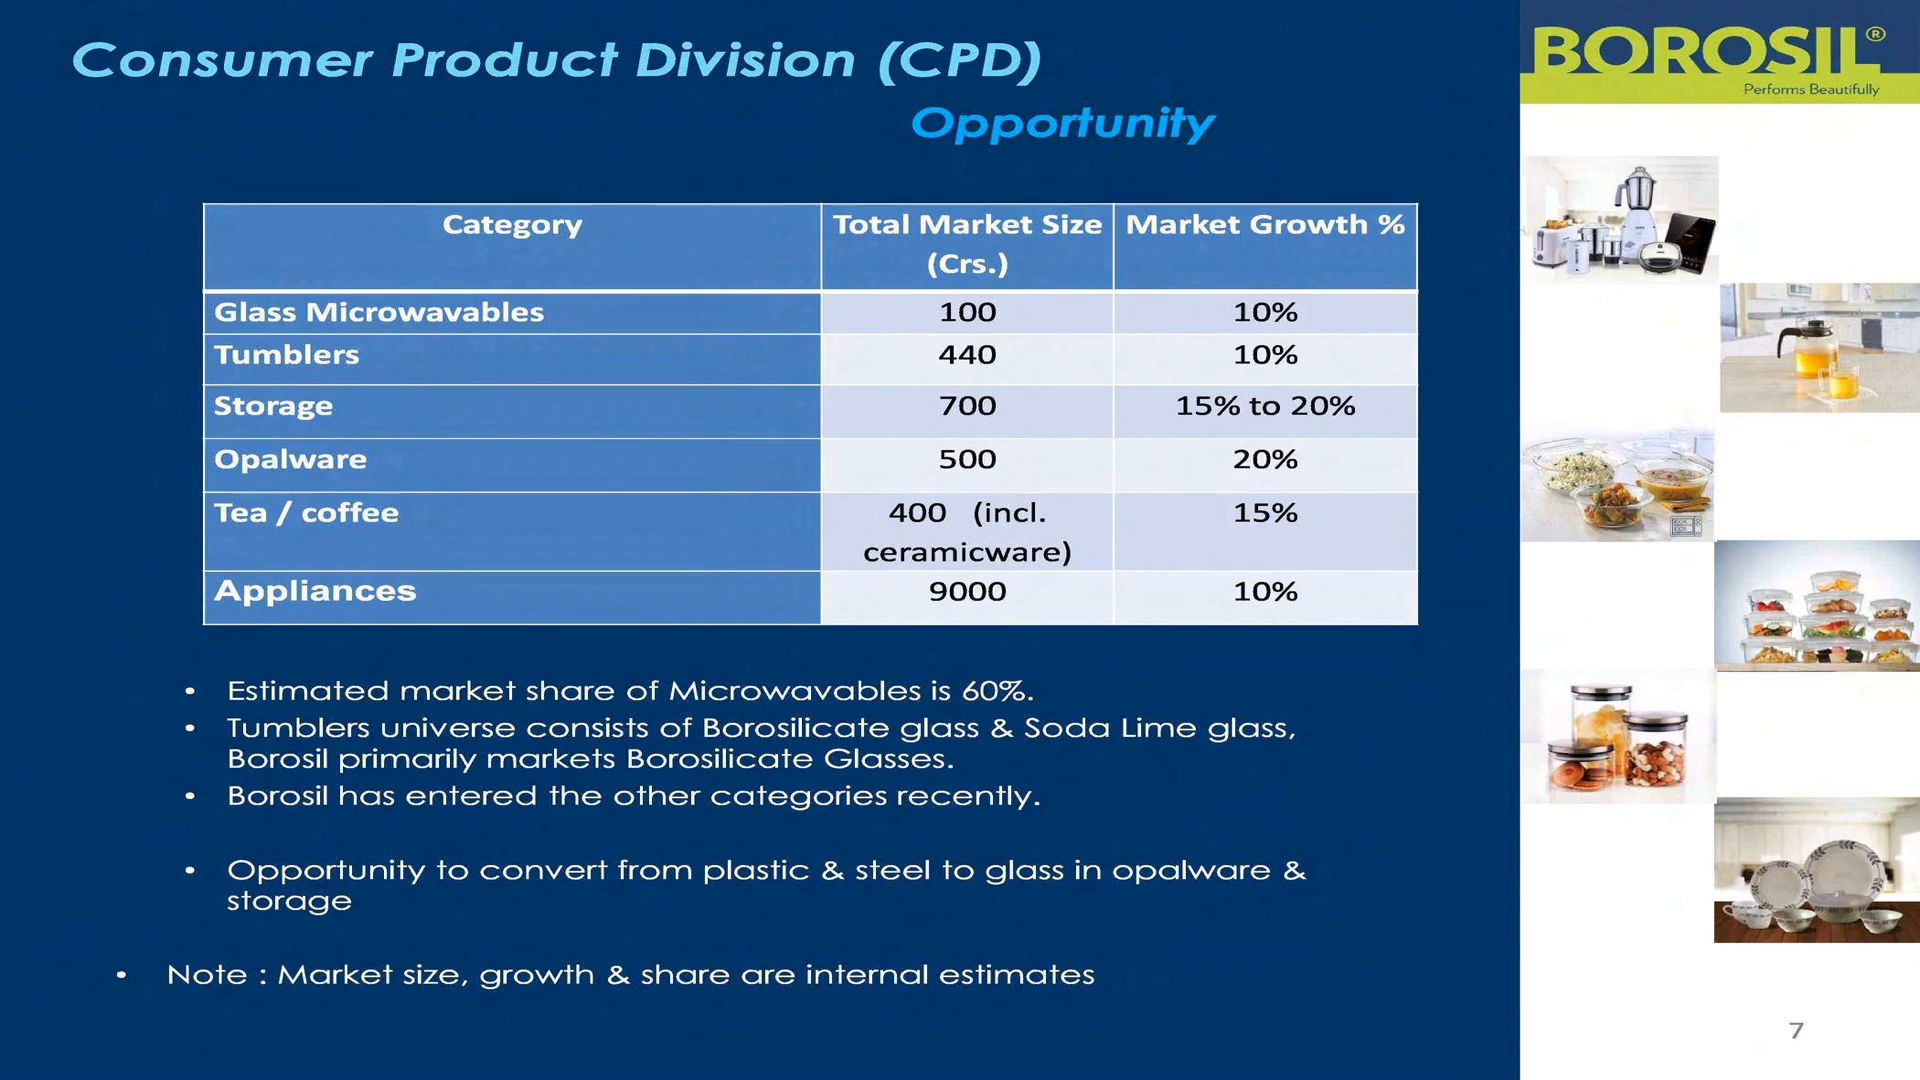 Consumer Product Division (CPD)
Opportunity
BOROSIL®
Performs Beautifully
Category
Total Market Size
(Crs.)
Market Growth %
Glass Microwavables
100
10%
Tumblers
440
10%
Storage
700
15% to 20%
Opalware
500
20%
Tea / coffee
400 (incl.
ceramicware)
15%
Appliances
9000
10%
• Estimated market share of Microwavables is 60%.
• Tumblers universe consists of Borosilicate glass & Soda Lime glass,
Borosil primarily markets Borosilicate Glasses.
• Borosil has entered the other categories recently.
• Opportunity to convert from plastic & steel to glass in opalware &
storage
• Note : Market size, growth & share are internal estimates
7